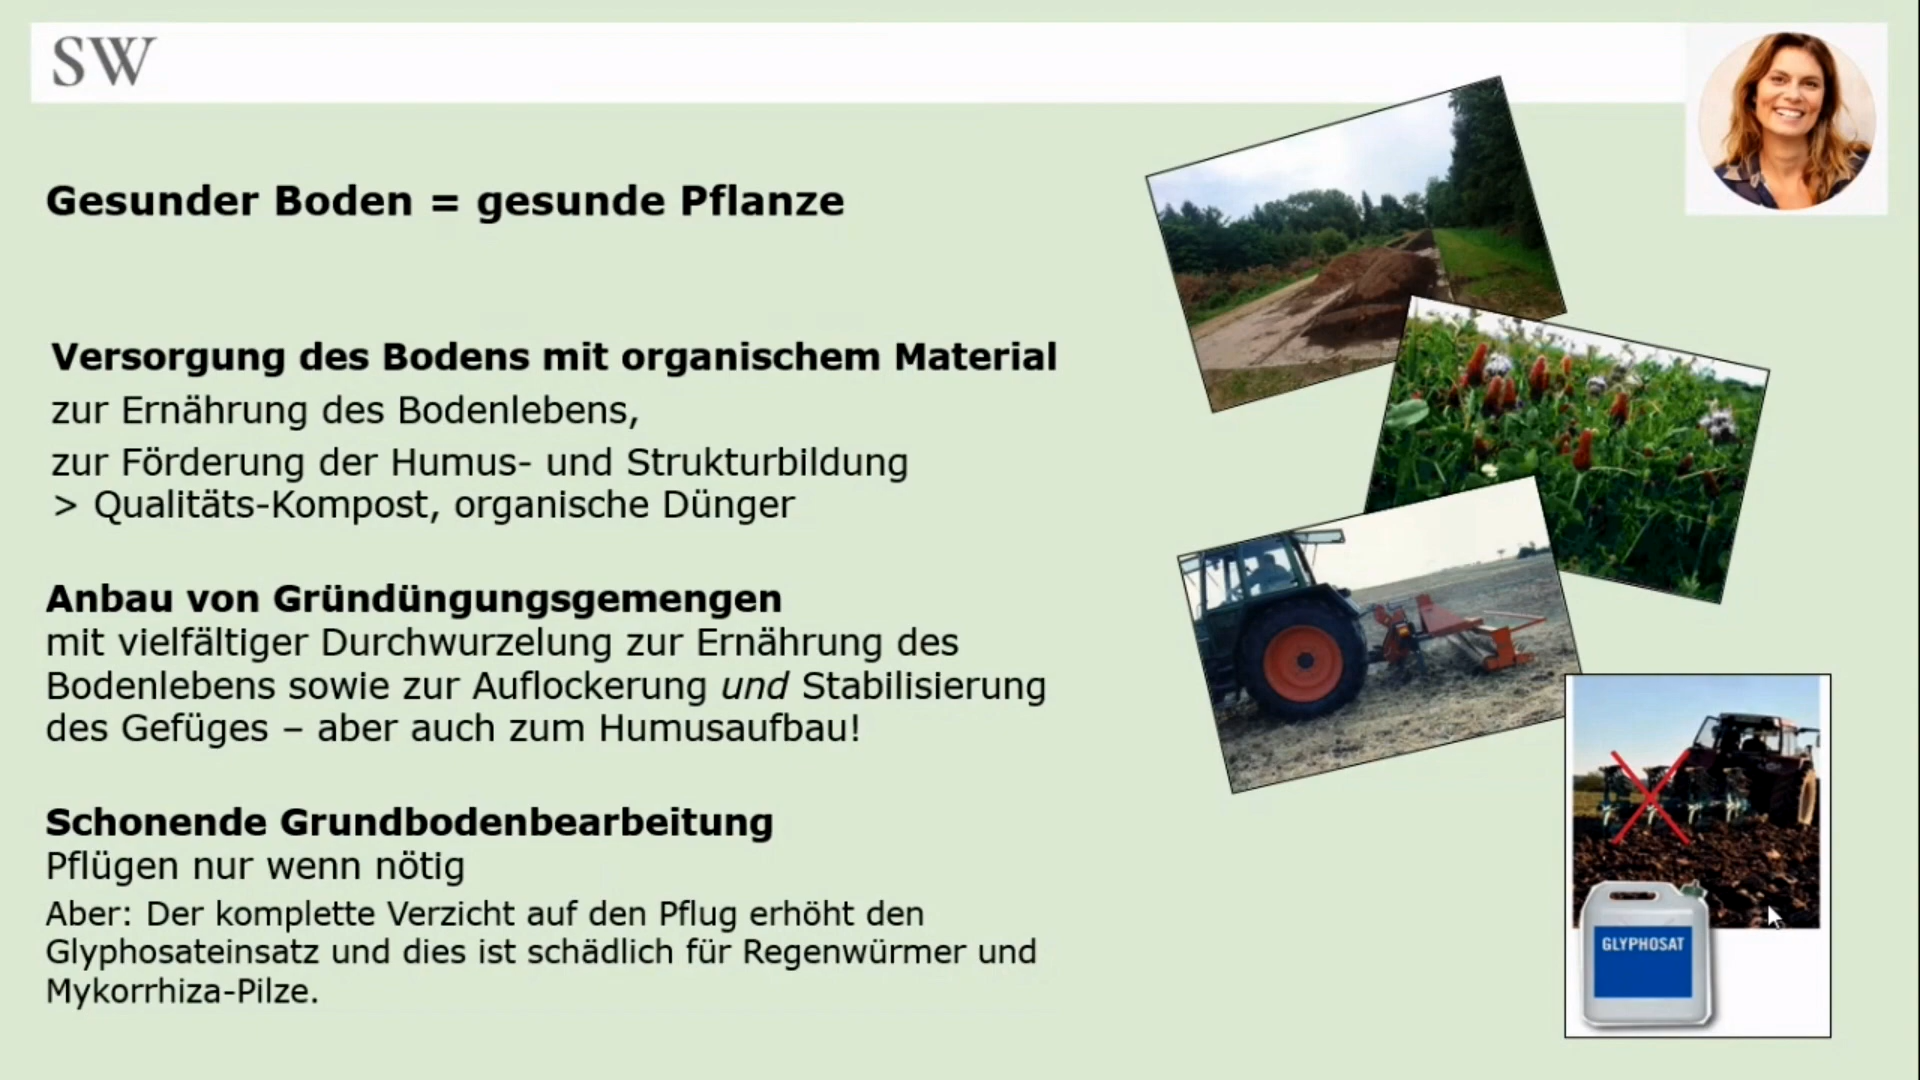 SW
Gesunder Boden = gesunde Pflanze
Versorgung des Bodens mit organischem Material
zur Ernährung des Bodenlebens,
zur Förderung der Humus- und Strukturbildung
> Qualitäts-Kompost, organische Dünger
Anbau von Gründüngungsgemengen
mit vielfältiger Durchwurzelung zur Ernährung des
Bodenlebens sowie zur Auflockerung und Stabilisierung
des Gefüges – aber auch zum Humusaufbau!
Schonende Grundbodenbearbeitung
Pflügen nur wenn nötig
Aber: Der komplette Verzicht auf den Pflug erhöht den
Glyphosateinsatz und dies ist schädlich für Regenwürmer und
Mykorrhiza-Pilze.
GLYPHOSAT